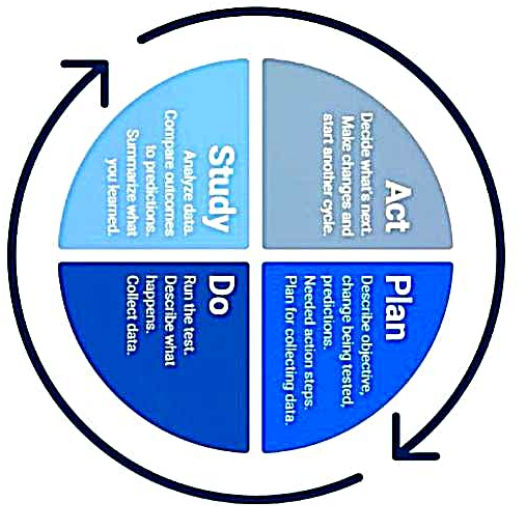 Act
Decide what's next.
Make changes and
start another cycle.
Plan
Describe objective,
change being tested,
predictions.
Needed action steps.
Plan for collecting data.
Study
Analyze data.
Compare outcomes
to predictions.
Summarize what
you learned.
Do
Run the test.
Describe what
happens.
Collect data.